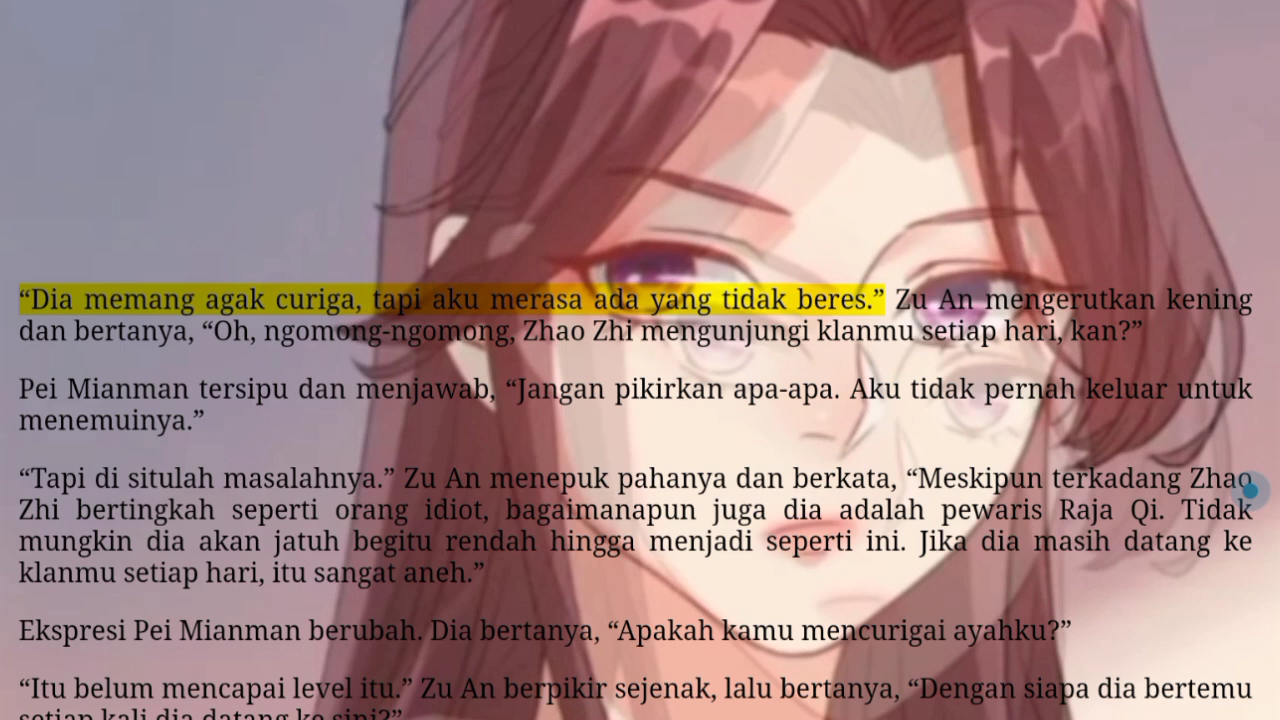 “Dia memang agak curiga, tapi aku merasa ada yang tidak beres.” Zu An mengerutkan kening
dan bertanya, “Oh, ngomong-ngomong, Zhao Zhi mengunjungi klanmu setiap hari, kan?”
Pei Mianman tersipu dan menjawab, “Jangan pikirkan apa-apa. Aku tidak pernah keluar untuk
menemuinya.”
“Tapi di situlah masalahnya.” Zu An menepuk pahanya dan berkata, “Meskipun terkadang Zhao
Zhi bertingkah seperti orang idiot, bagaimanapun juga dia adalah pewaris Raja Qi. Tidak
mungkin dia akan jatuh begitu rendah hingga menjadi seperti ini. Jika dia masih datang ke
klanmu setiap hari, itu sangat aneh.”
Ekspresi Pei Mianman berubah. Dia bertanya, “Apakah kamu mencurigai ayahku?”
“Itu belum mencapai level itu.” Zu An berpikir sejenak, lalu bertanya, “Dengan siapa dia bertemu
setiap kali dia datang ke sini?”